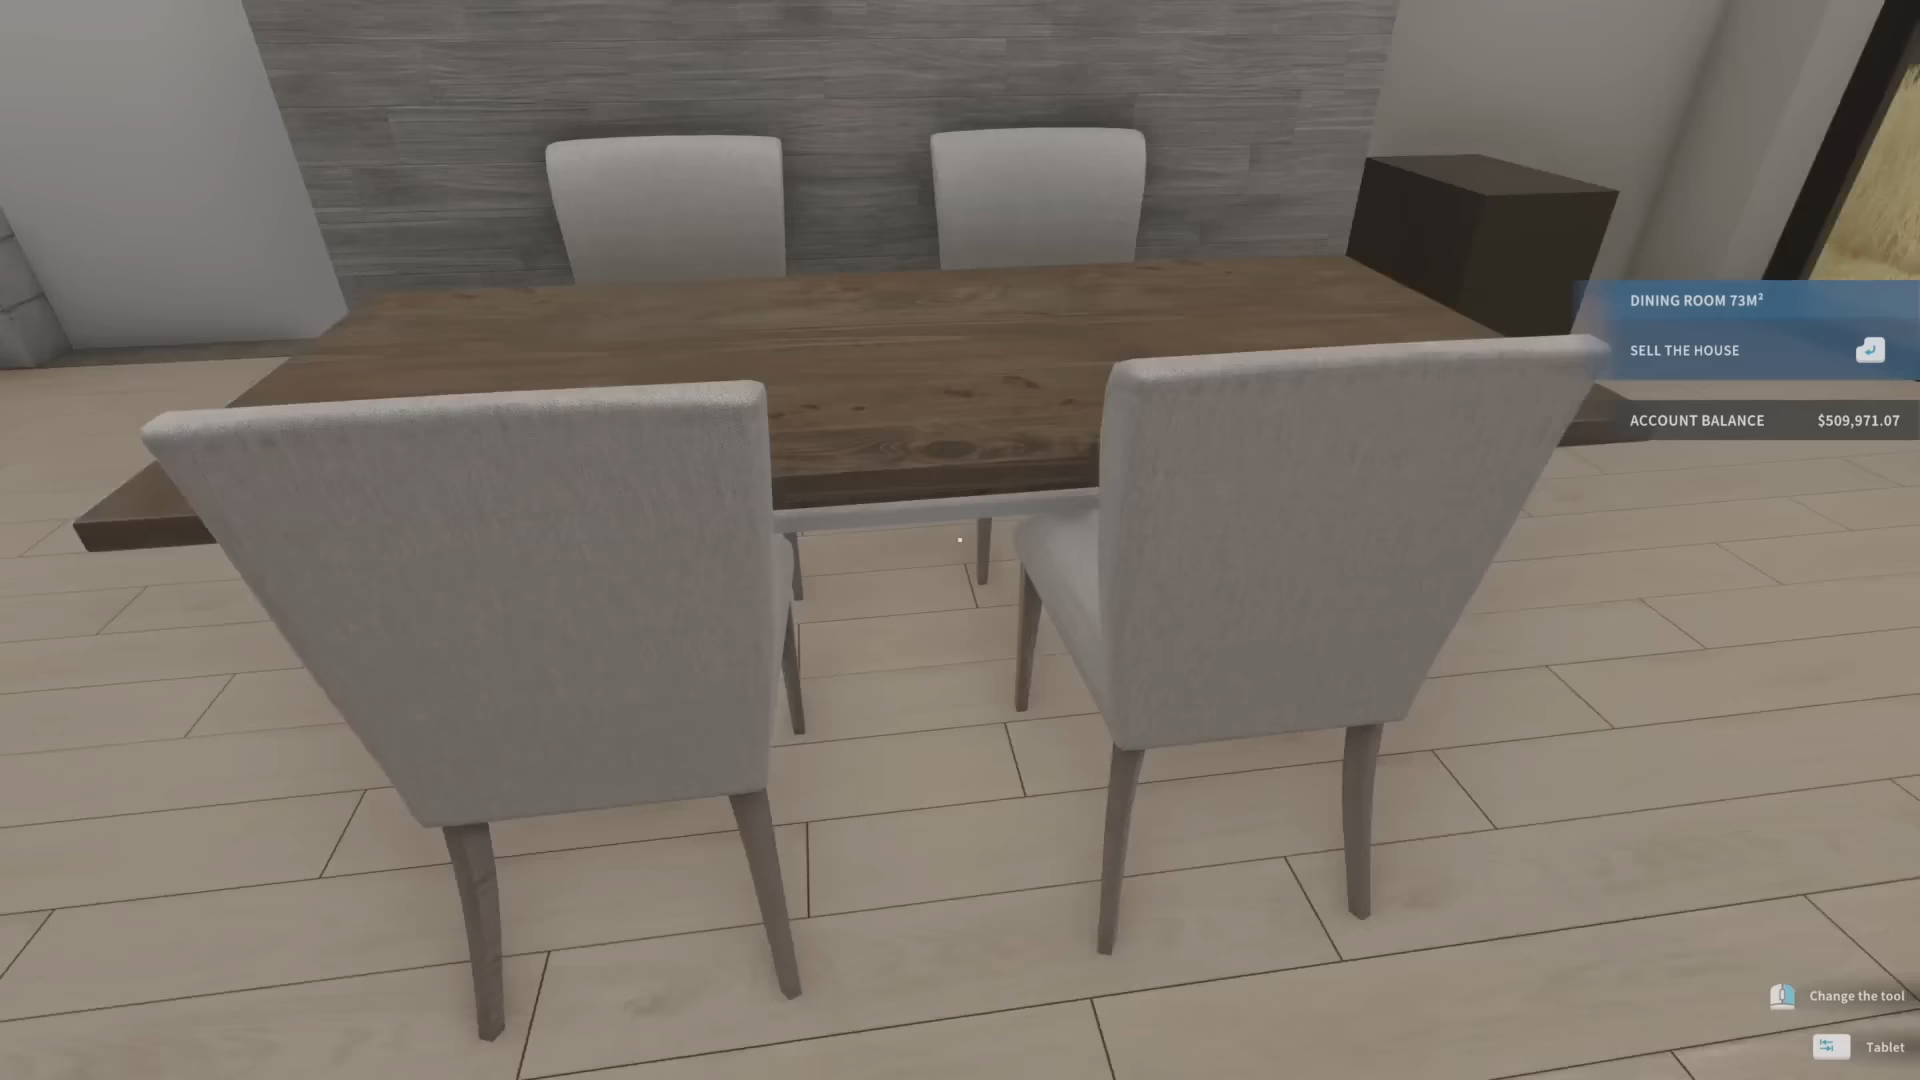 DINING ROOM 73M²
SELL THE HOUSE
ACCOUNT BALANCE $509,971.07
Change the tool
Tablet